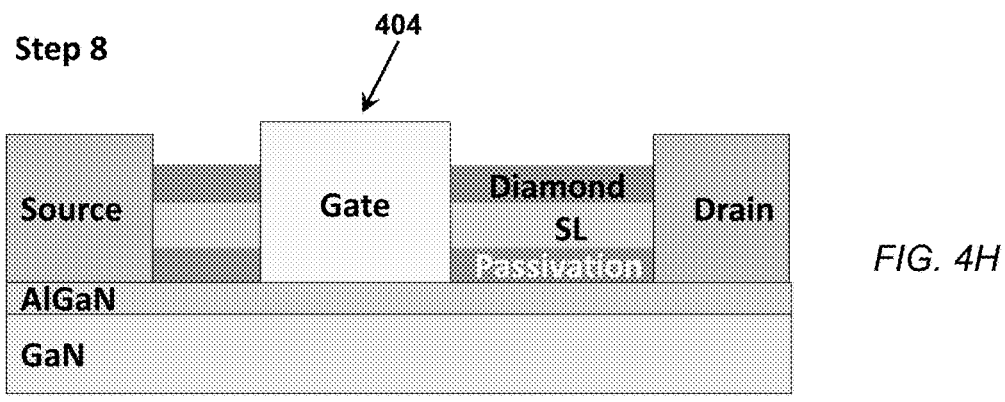 404
Step 8
Diamond
Source
Gate
Drain
SL
Passivation
FIG. 4H
AlGaN
GaN